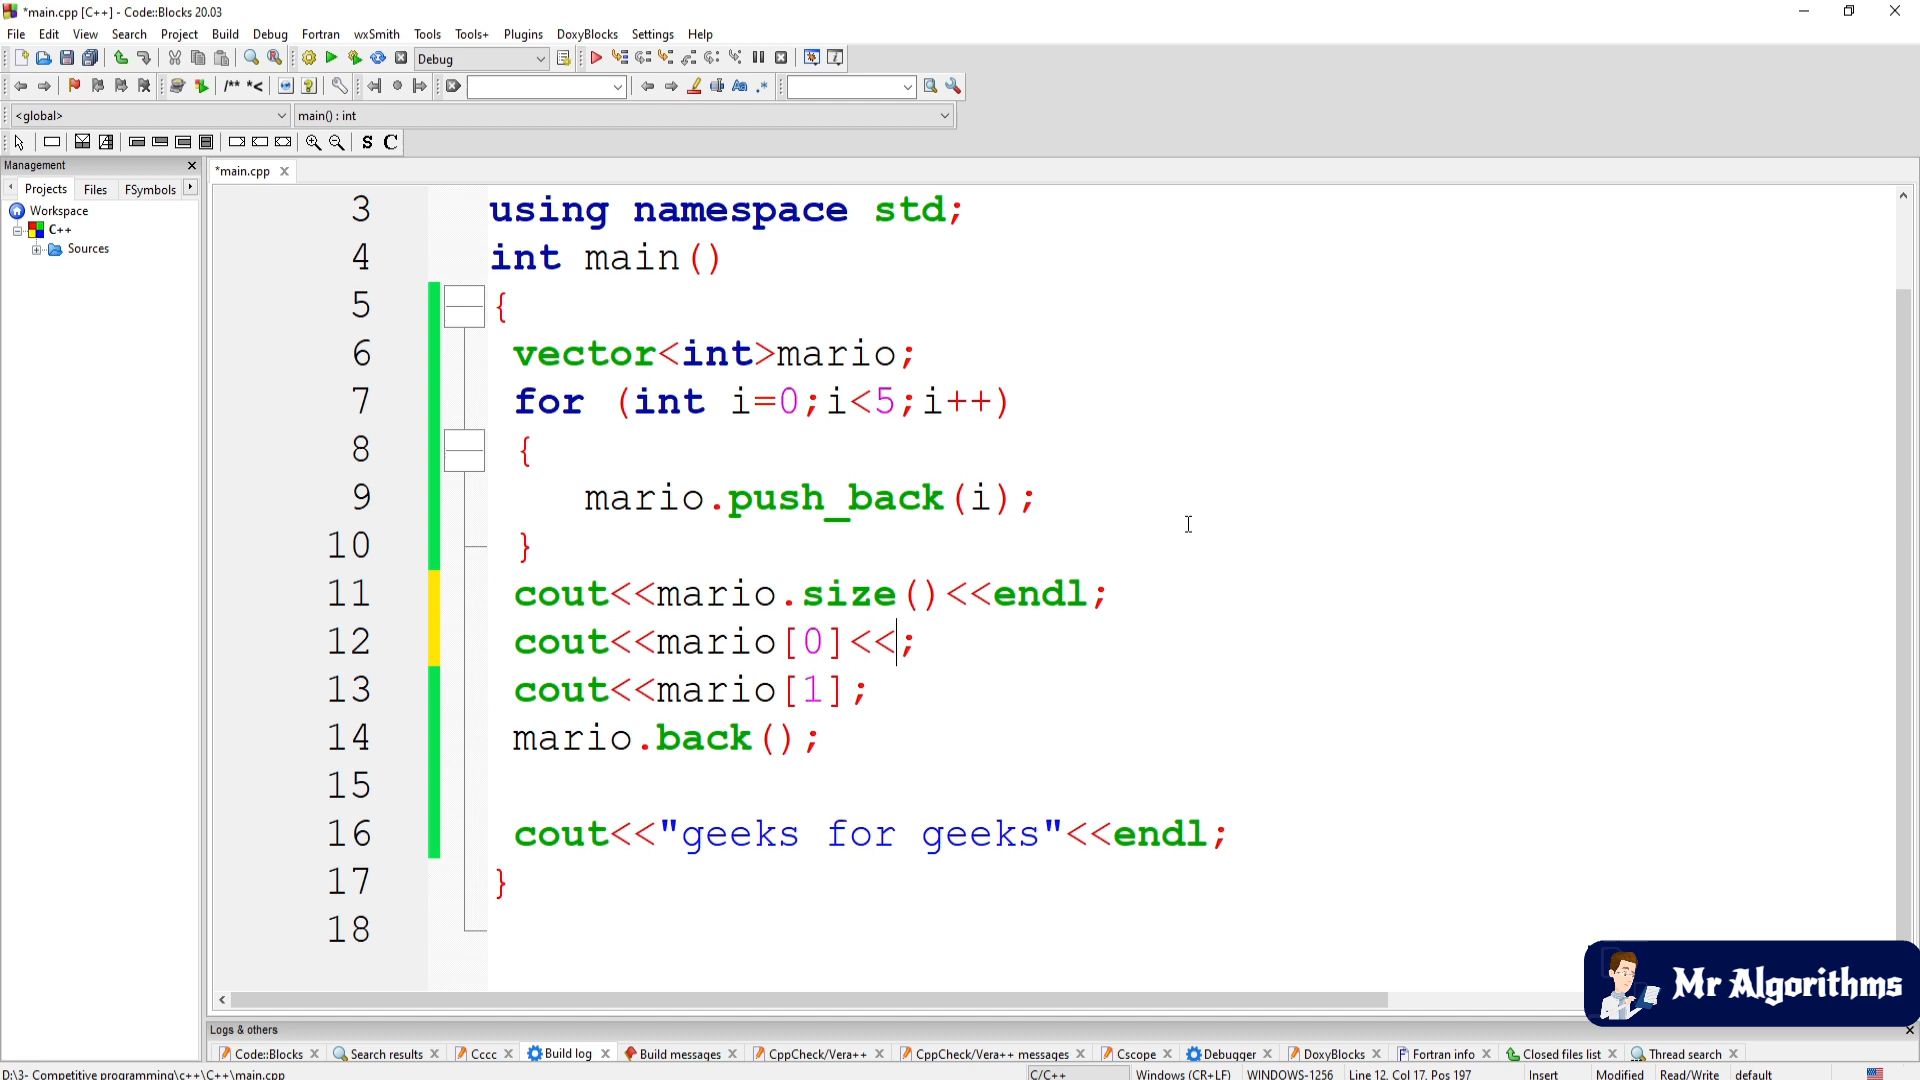 *main.cpp [C++] - Code::Blocks 20.03
File Edit View Search Project Build Debug Fortran wxSmith Tools Tools+ Plugins DoxyBlocks Settings Help
Debug
/** *<
<global> main() : int
S C
Management
*main.cpp
Projects Files FSymbols
Workspace
C++
Sources
3 using namespace std;
4 int main()
5 {
6 vector<int>mario;
7 for (int i=0;i<5;i++)
8 {
9 mario.push_back(i);
10 }
11 cout<<mario.size()<<endl;
12 cout<<mario[0]<<;
13 cout<<mario[1];
14 mario.back();
15
16 cout<<"geeks for geeks"<<endl;
17 }
18
Mr Algorithms
Logs & others
Code::Blocks Search results Cccc Build log Build messages CppCheck/Vera++ CppCheck/Vera++ messages Cscope Debugger DoxyBlocks Fortran info Closed files list Thread search
D:\3- Competitive programming\c++\C++\main.cpp C/C++ Windows (CR+LF) WINDOWS-1256 Line 12, Col 17, Pos 197 Insert Modified Read/Write default